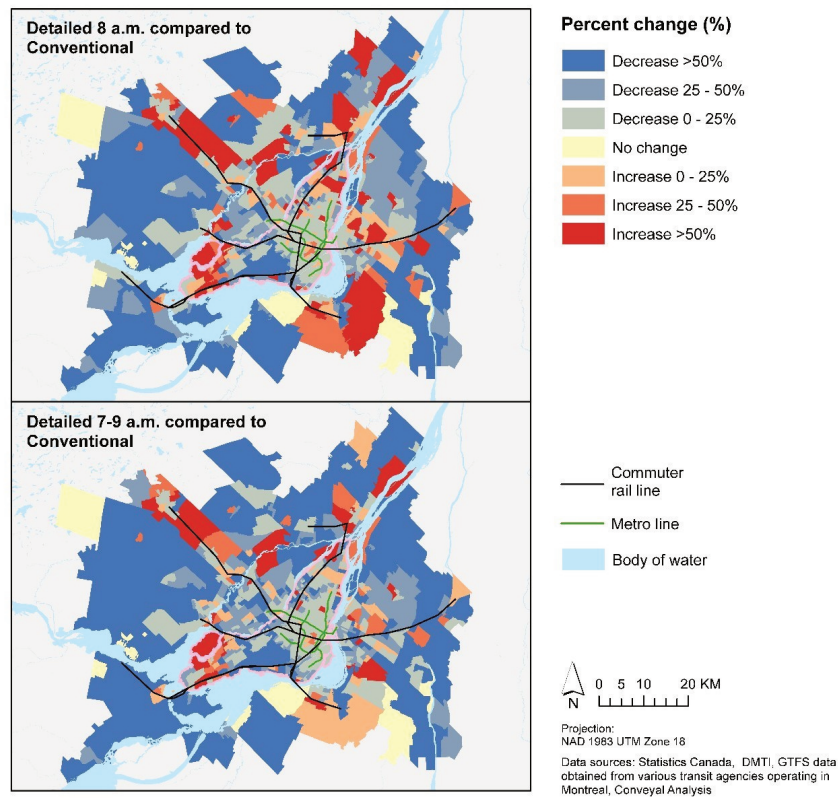 Detailed 8 a.m. compared to
Conventional
Detailed 7-9 a.m. compared to
Conventional
Percent change (%)
Decrease >50%
Decrease 25 - 50%
Decrease 0 - 25%
No change
Increase 0 - 25%
Increase 25 - 50%
Increase >50%
Commuter
rail line
Metro line
Body of water
N
0 5 10 20 KM
Projection:
NAD 1983 UTM Zone 18
Data sources: Statistics Canada, DMTI, GTFS data
obtained from various transit agencies operating in
Montreal, Conveyal Analysis